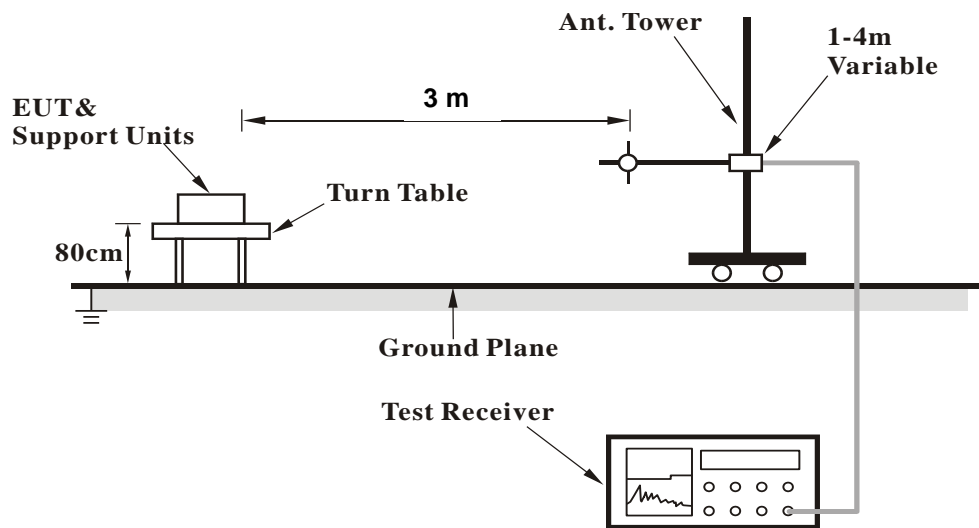 Ant. Tower
1-4m
Variable
3 m
EUT&
Support Units
Turn Table
80cm
Ground Plane
Test Receiver